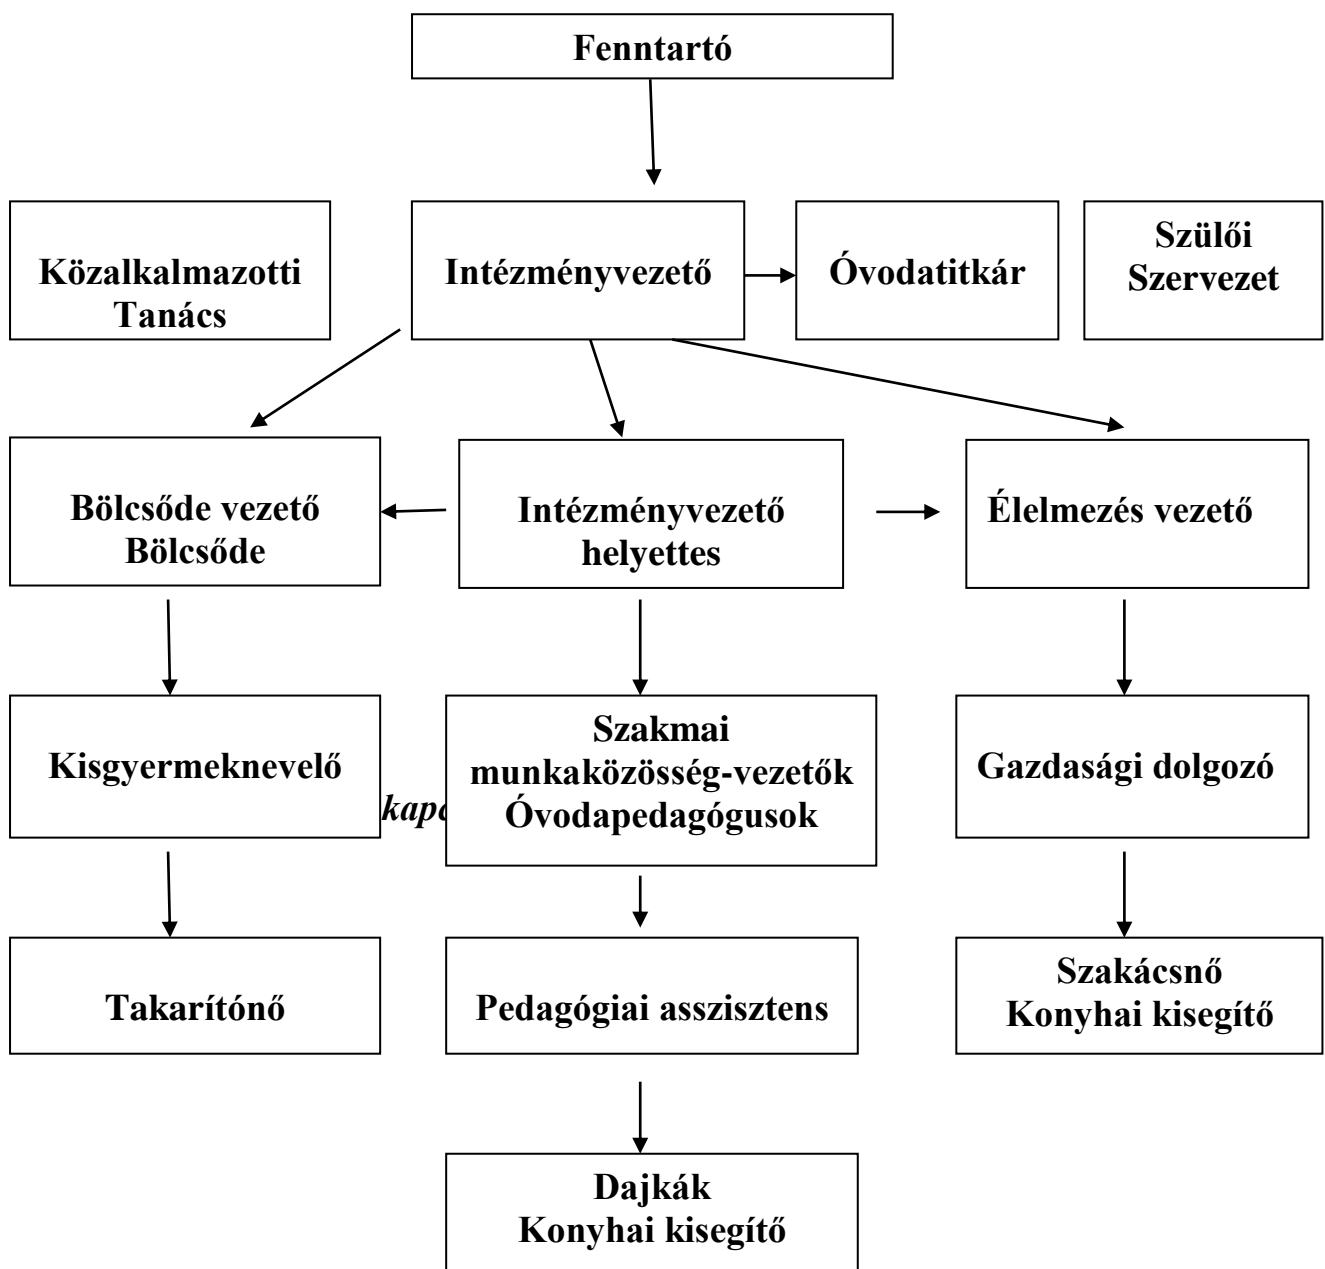 Fenntartó
Közalkalmazotti
Tanács
Intézményvezető
Óvodatitkár
Szülői
Szervezet
Bölcsőde vezető
Bölcsőde
Intézményvezető
helyettes
Élelmezés vezető
Kisgyermeknevelő
Szakmai
munkaközösség-vezetők
Óvodapedagógusok
Gazdasági dolgozó
Takarítónő
Pedagógiai asszisztens
Szakácsnő
Konyhai kisegítő
Dajkák
Konyhai kisegítő